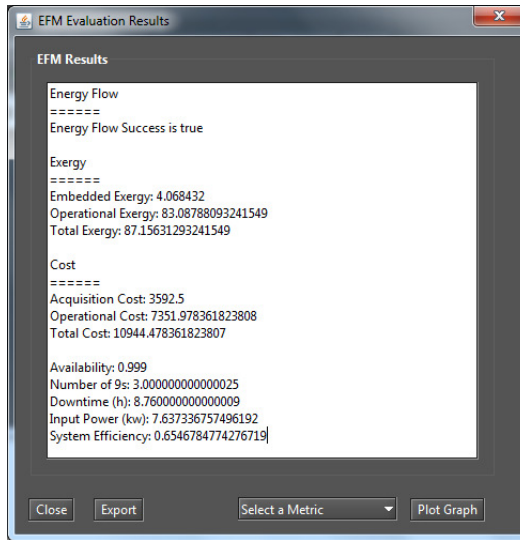 EFM Evaluation Results
EFM Results
Energy Flow
======
Energy Flow Success is true
Exergy
======
Embedded Exergy: 4.068432
Operational Exergy: 83.08788093241549
Total Exergy: 87.15631293241549
Cost
======
Acquisition Cost: 3592.5
Operational Cost: 7351.978361823808
Total Cost: 10944.478361823807
Availability: 0.999
Number of 9s: 3.000000000000025
Downtime (h): 8.760000000000009
Input Power (kw): 7.637336757496192
System Efficiency: 0.6546784774276719
Close Export Select a Metric Plot Graph